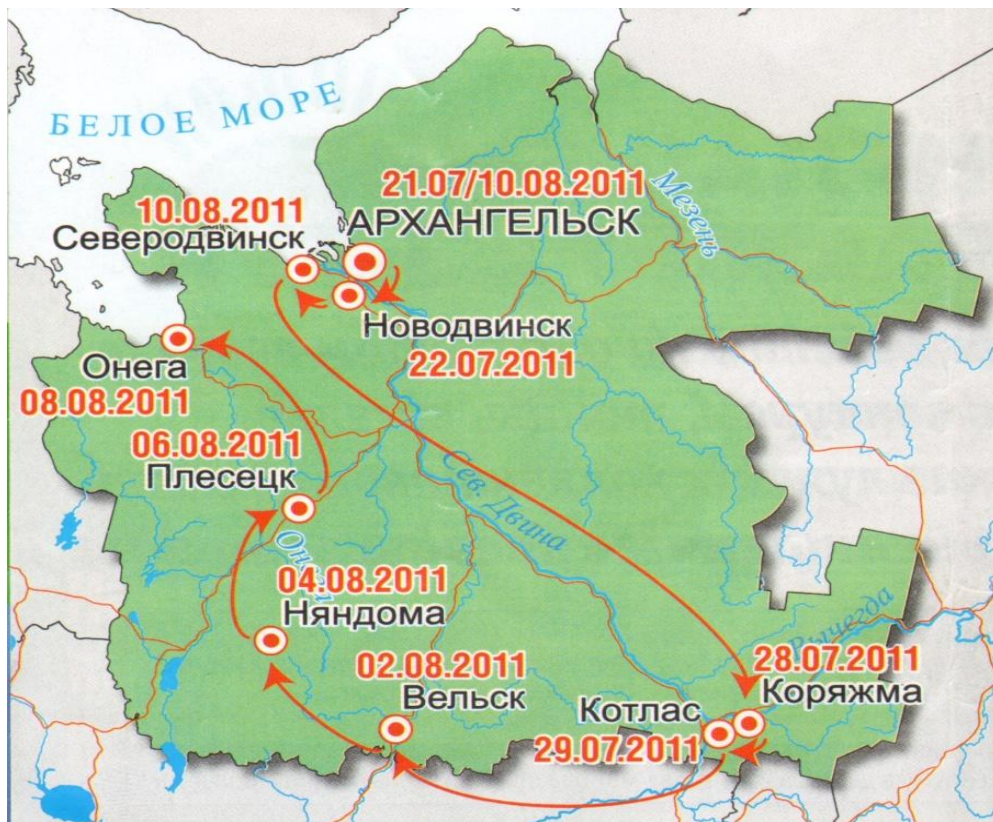 БЕЛОЕ МОРЕ
21.07/10.08.2011
АРХАНГЕЛЬСК
10.08.2011
Северодвинск
Мезень
Новодвинск
22.07.2011
Онега
08.08.2011
06.08.2011
Плесецк
Сев. Двина
Онега
04.08.2011
Няндома
02.08.2011
Вельск
Вычегда
28.07.2011
Коряжма
Котлас
29.07.2011